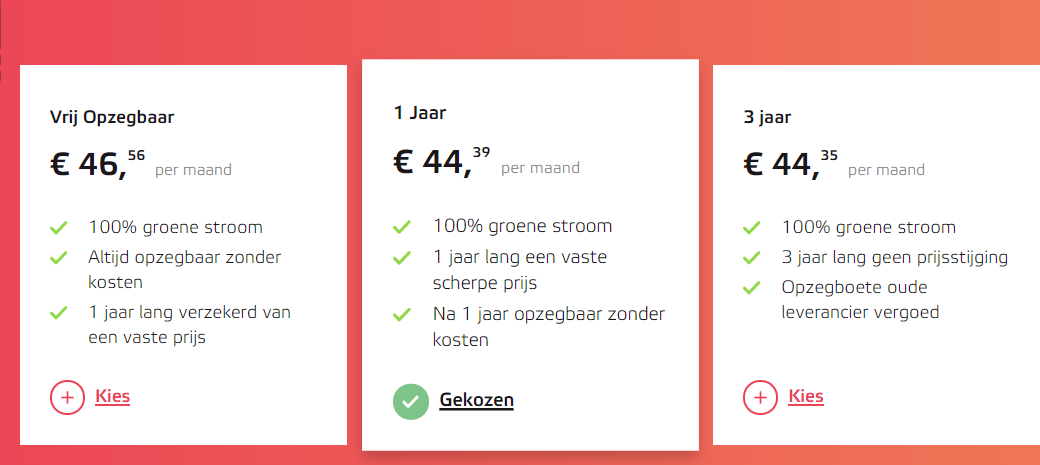 Vrij Opzegbaar
€ 46,56 per maand
100% groene stroom
Altijd opzegbaar zonder
kosten
1 jaar lang verzekerd van
een vaste prijs
Kies
1 Jaar
€ 44,39 per maand
100% groene stroom
1 jaar lang een vaste
scherpe prijs
Na 1 jaar opzegbaar zonder
kosten
Gekozen
3 jaar
€ 44,35 per maand
100% groene stroom
3 jaar lang geen prijsstijging
Opzegboete oude
leverancier vergoed
Kies